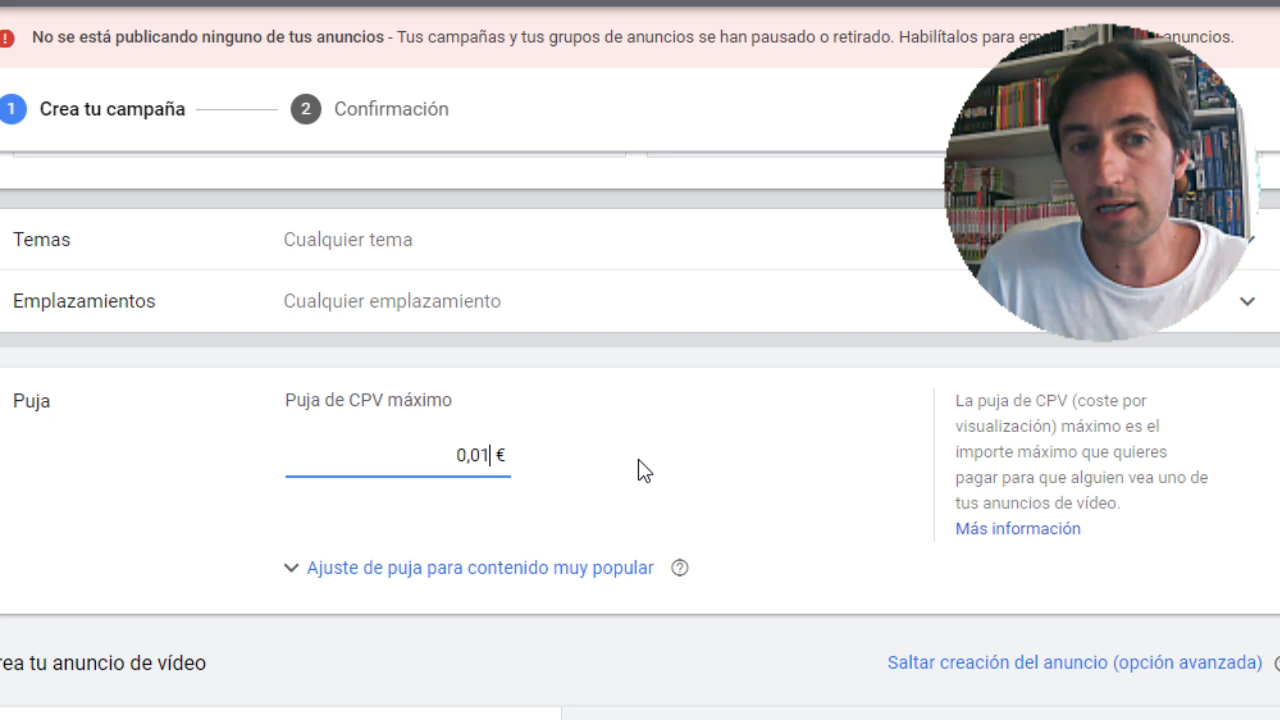 No se está publicando ninguno de tus anuncios - Tus campañas y tus grupos de anuncios se han pausado o retirado. Habilítalos para anuncios.
1 Crea tu campaña
2 Confirmación
Temas
Cualquier tema
Emplazamientos
Cualquier emplazamiento
Puja
Puja de CPV máximo
0,01 €
La puja de CPV (coste por
visualización) máximo es el
importe máximo que quieres
pagar para que alguien vea uno de
tus anuncios de vídeo.
Más información
Ajuste de puja para contenido muy popular
rea tu anuncio de vídeo
Saltar creación del anuncio (opción avanzada)